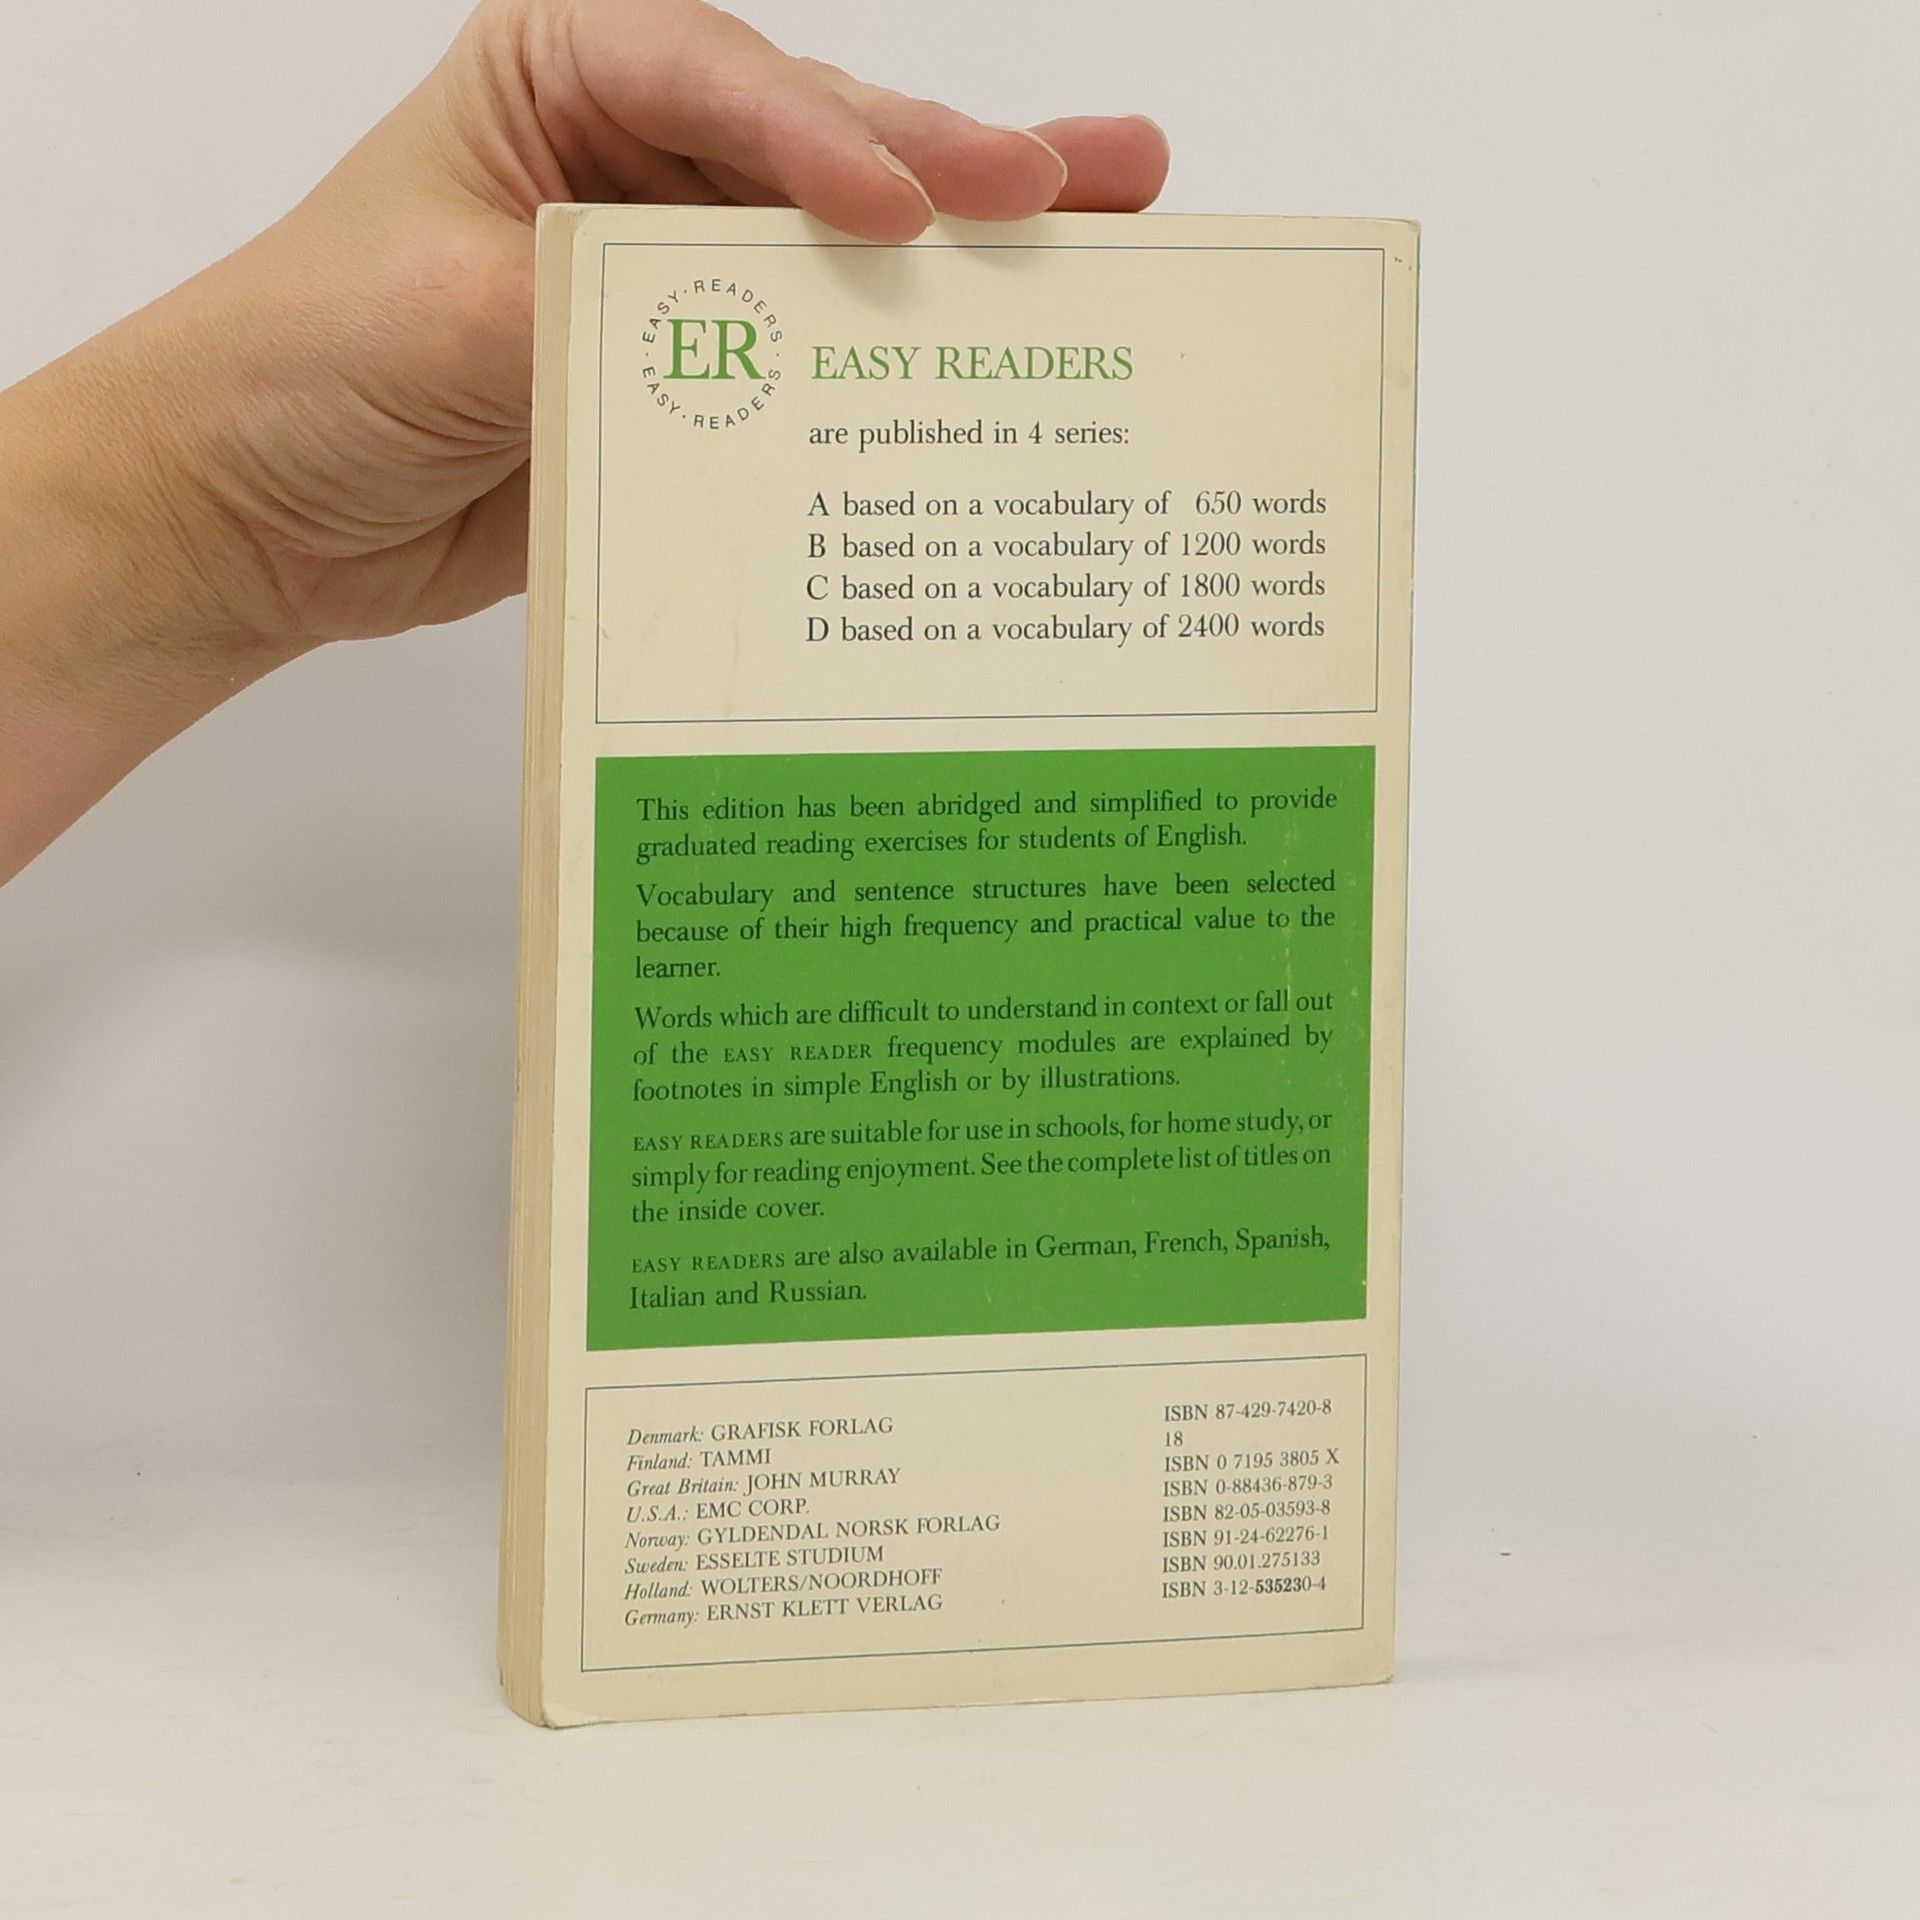 EASY · READERS · EASY · READERS ·
ER
EASY READERS
are published in 4 series:
A based on a vocabulary of 650 words
B based on a vocabulary of 1200 words
C based on a vocabulary of 1800 words
D based on a vocabulary of 2400 words
This edition has been abridged and simplified to provide
graduated reading exercises for students of English.
Vocabulary and sentence structures have been selected
because of their high frequency and practical value to the
learner.
Words which are difficult to understand in context or fall out
of the EASY READER frequency modules are explained by
footnotes in simple English or by illustrations.
EASY READERS are suitable for use in schools, for home study, or
simply for reading enjoyment. See the complete list of titles on
the inside cover.
EASY READERS are also available in German, French, Spanish,
Italian and Russian.
Denmark: GRAFISK FORLAG ISBN 87-429-7420-8
Finland: TAMMI 18
Great Britain: JOHN MURRAY ISBN 0 7195 3805 X
U.S.A.: EMC CORP. ISBN 0-88436-879-3
Norway: GYLDENDAL NORSK FORLAG ISBN 82-05-03593-8
Sweden: ESSELTE STUDIUM ISBN 91-24-62276-1
Holland: WOLTERS/NOORDHOFF ISBN 90.01.275133
Germany: ERNST KLETT VERLAG ISBN 3-12-535230-4